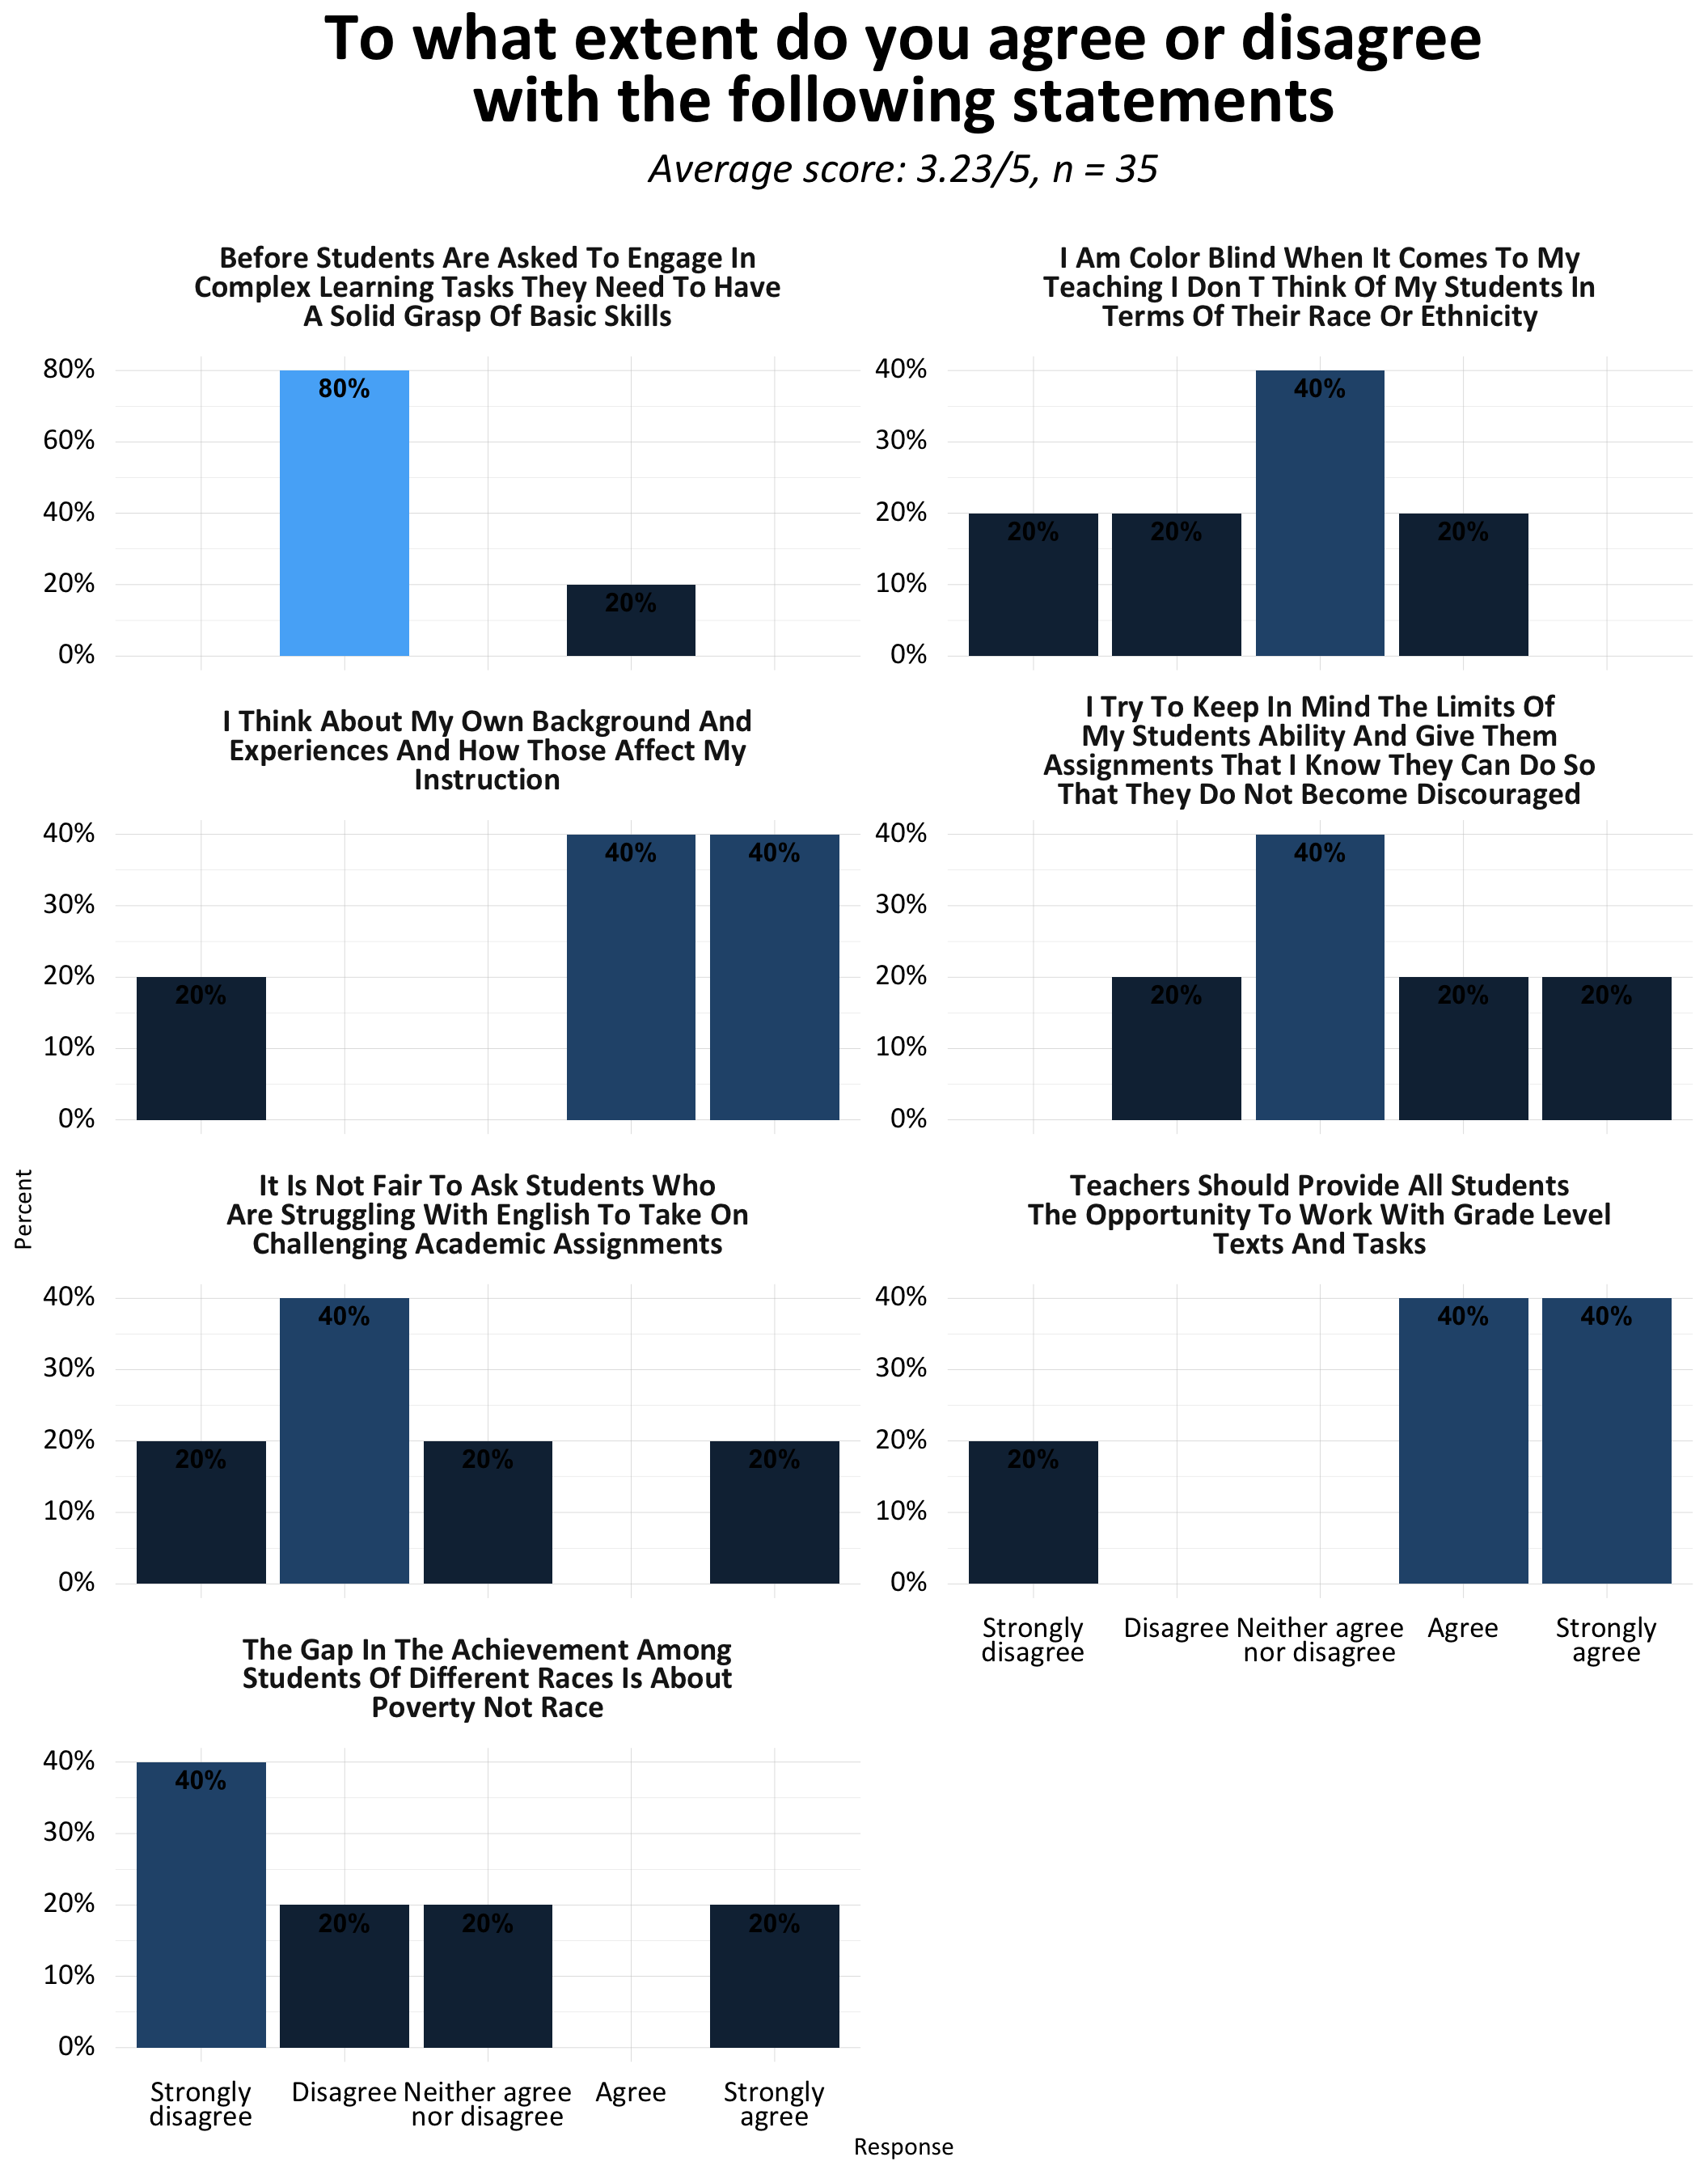 To what extent do you agree or disagree
with the following statements
Average score: 3.23/5, n = 35
Before Students Are Asked To Engage In
Complex Learning Tasks They Need To Have
A Solid Grasp Of Basic Skills
80%
60%
40%
20%
0%
80%
20%
I Am Color Blind When It Comes To My
Teaching I Don T Think Of My Students In
Terms Of Their Race Or Ethnicity
40%
30%
20%
10%
0%
20%
20%
40%
20%
I Think About My Own Background And
Experiences And How Those Affect My
Instruction
40%
30%
20%
10%
0%
20%
40%
40%
I Try To Keep In Mind The Limits Of
My Students Ability And Give Them
Assignments That I Know They Can Do So
That They Do Not Become Discouraged
40%
30%
20%
10%
0%
20%
40%
20%
20%
Percent
It Is Not Fair To Ask Students Who
Are Struggling With English To Take On
Challenging Academic Assignments
40%
30%
20%
10%
0%
20%
40%
20%
20%
Teachers Should Provide All Students
The Opportunity To Work With Grade Level
Texts And Tasks
40%
30%
20%
10%
0%
20%
40%
40%
Strongly
disagree
Disagree
Neither agree
nor disagree
Agree
Strongly
agree
The Gap In The Achievement Among
Students Of Different Races Is About
Poverty Not Race
40%
30%
20%
10%
0%
40%
20%
20%
20%
Strongly
disagree
Disagree
Neither agree
nor disagree
Agree
Strongly
agree
Response